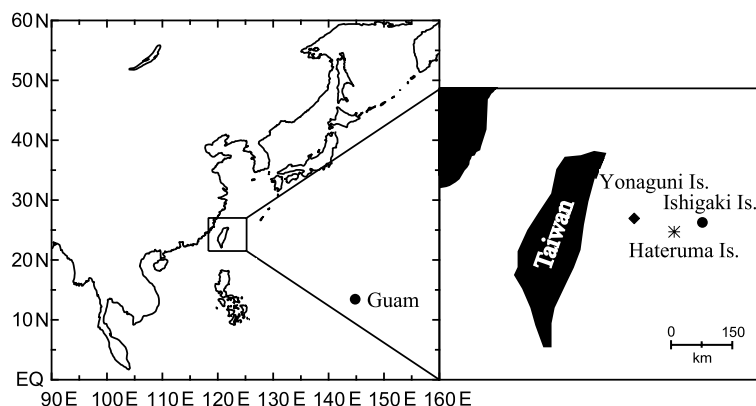 60N
50N
40N
30N
20N
10N
EQ
90E 100E 110E 120E 130E 140E 150E 160E
Guam
Taiwan
Yonaguni Is.
Ishigaki Is.
Hateruma Is.
0 150
km